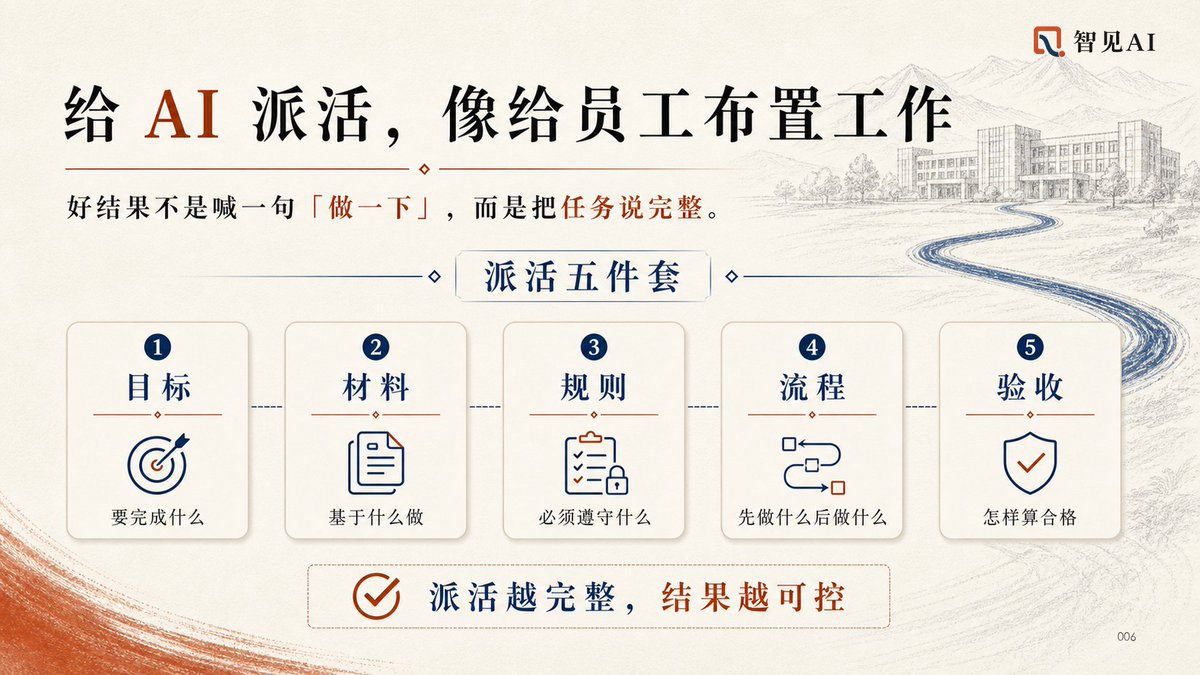 智见AI
给 AI 派活，像给员工布置工作
好结果不是喊一句「做一下」，而是把任务说完整。
派活五件套
1
目标
要完成什么
2
材料
基于什么做
3
规则
必须遵守什么
4
流程
先做什么后做什么
5
验收
怎样算合格
派活越完整，结果越可控
006